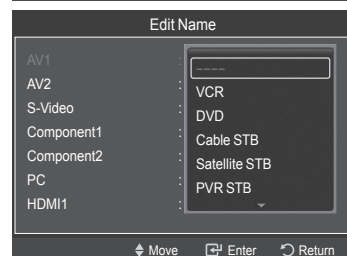 Edit Name
AV1 :
AV2 :
S-Video :
Component1 :
Component2 :
PC :
HDMI1 :
----
VCR
DVD
Cable STB
Satellite STB
PVR STB
Move Enter Return